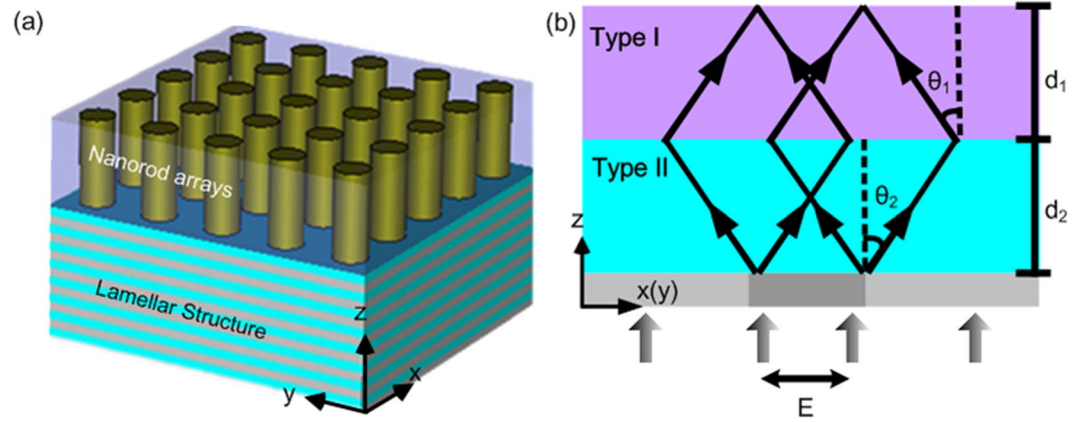 (a)
Nanorod arrays
Lamellar Structure
z
x
y
(b)
Type I
θ1
d1
Type II
θ2
d2
z
x(y)
E